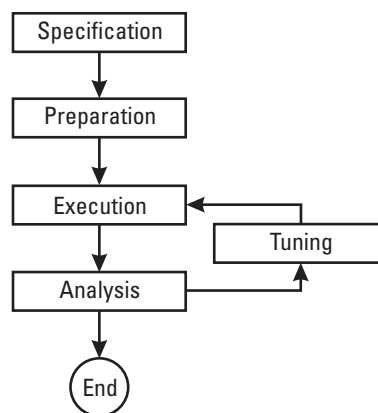 Specification
Preparation
Execution
Tuning
Analysis
End